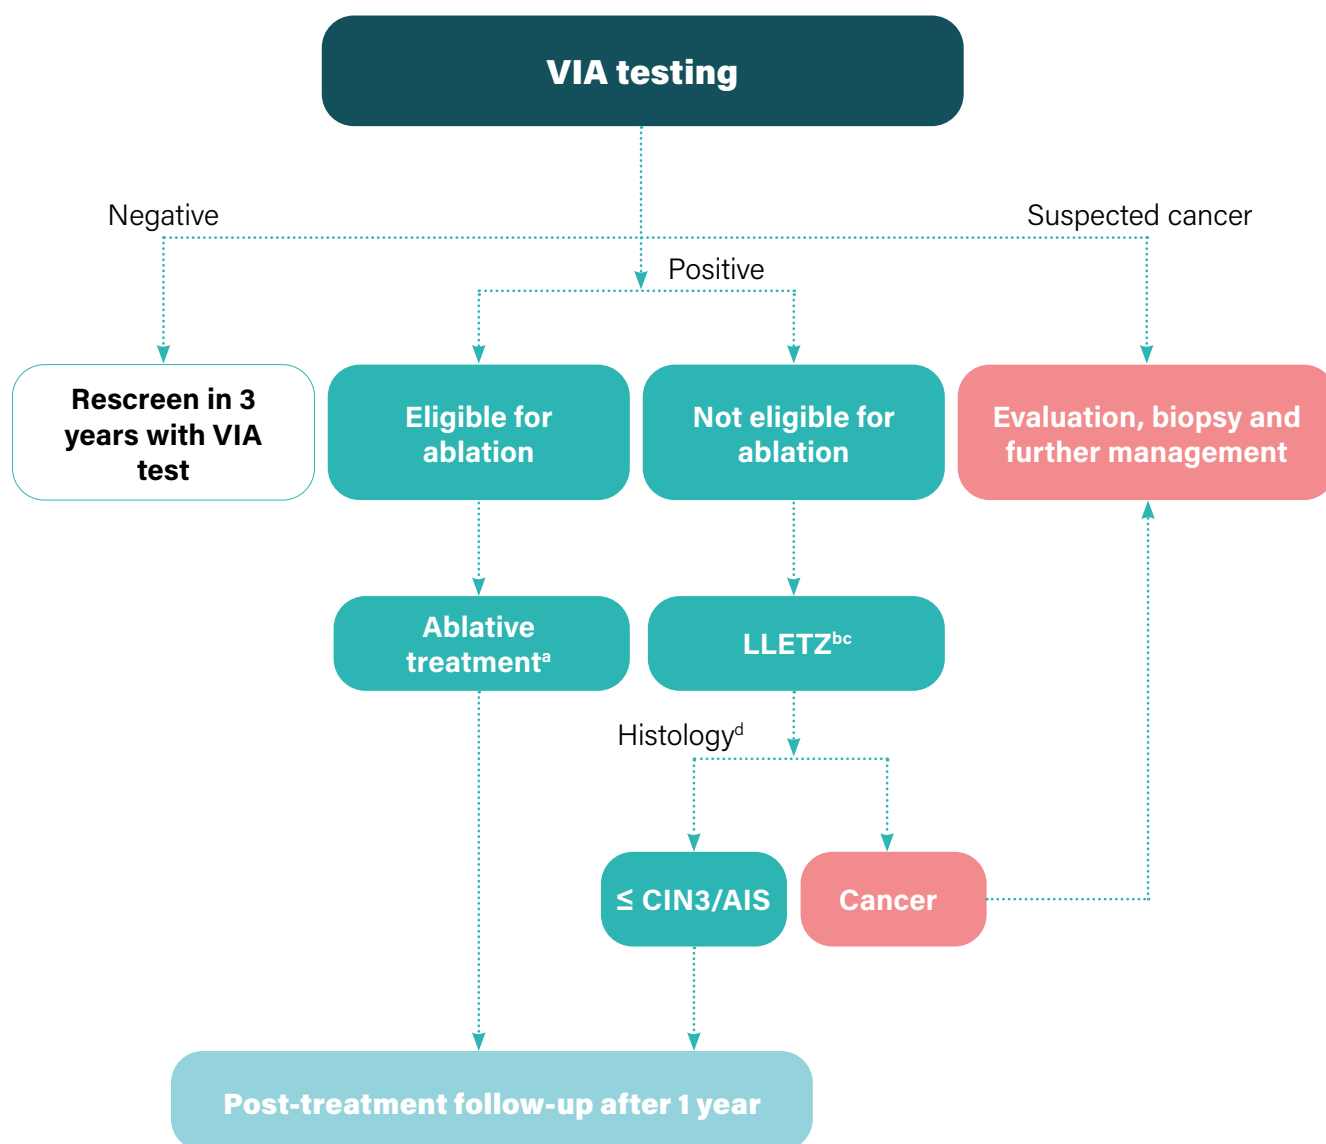 VIA testing
Negative
Suspected cancer
Positive
Rescreen in 3
years with VIA
test
Eligible for
ablation
Not eligible for
ablation
Evaluation, biopsy and
further management
Ablative
treatmentᵃ
LLETZᵇᶜ
Histologyᵈ
≤ CIN3/AIS
Cancer
Post-treatment follow-up after 1 year